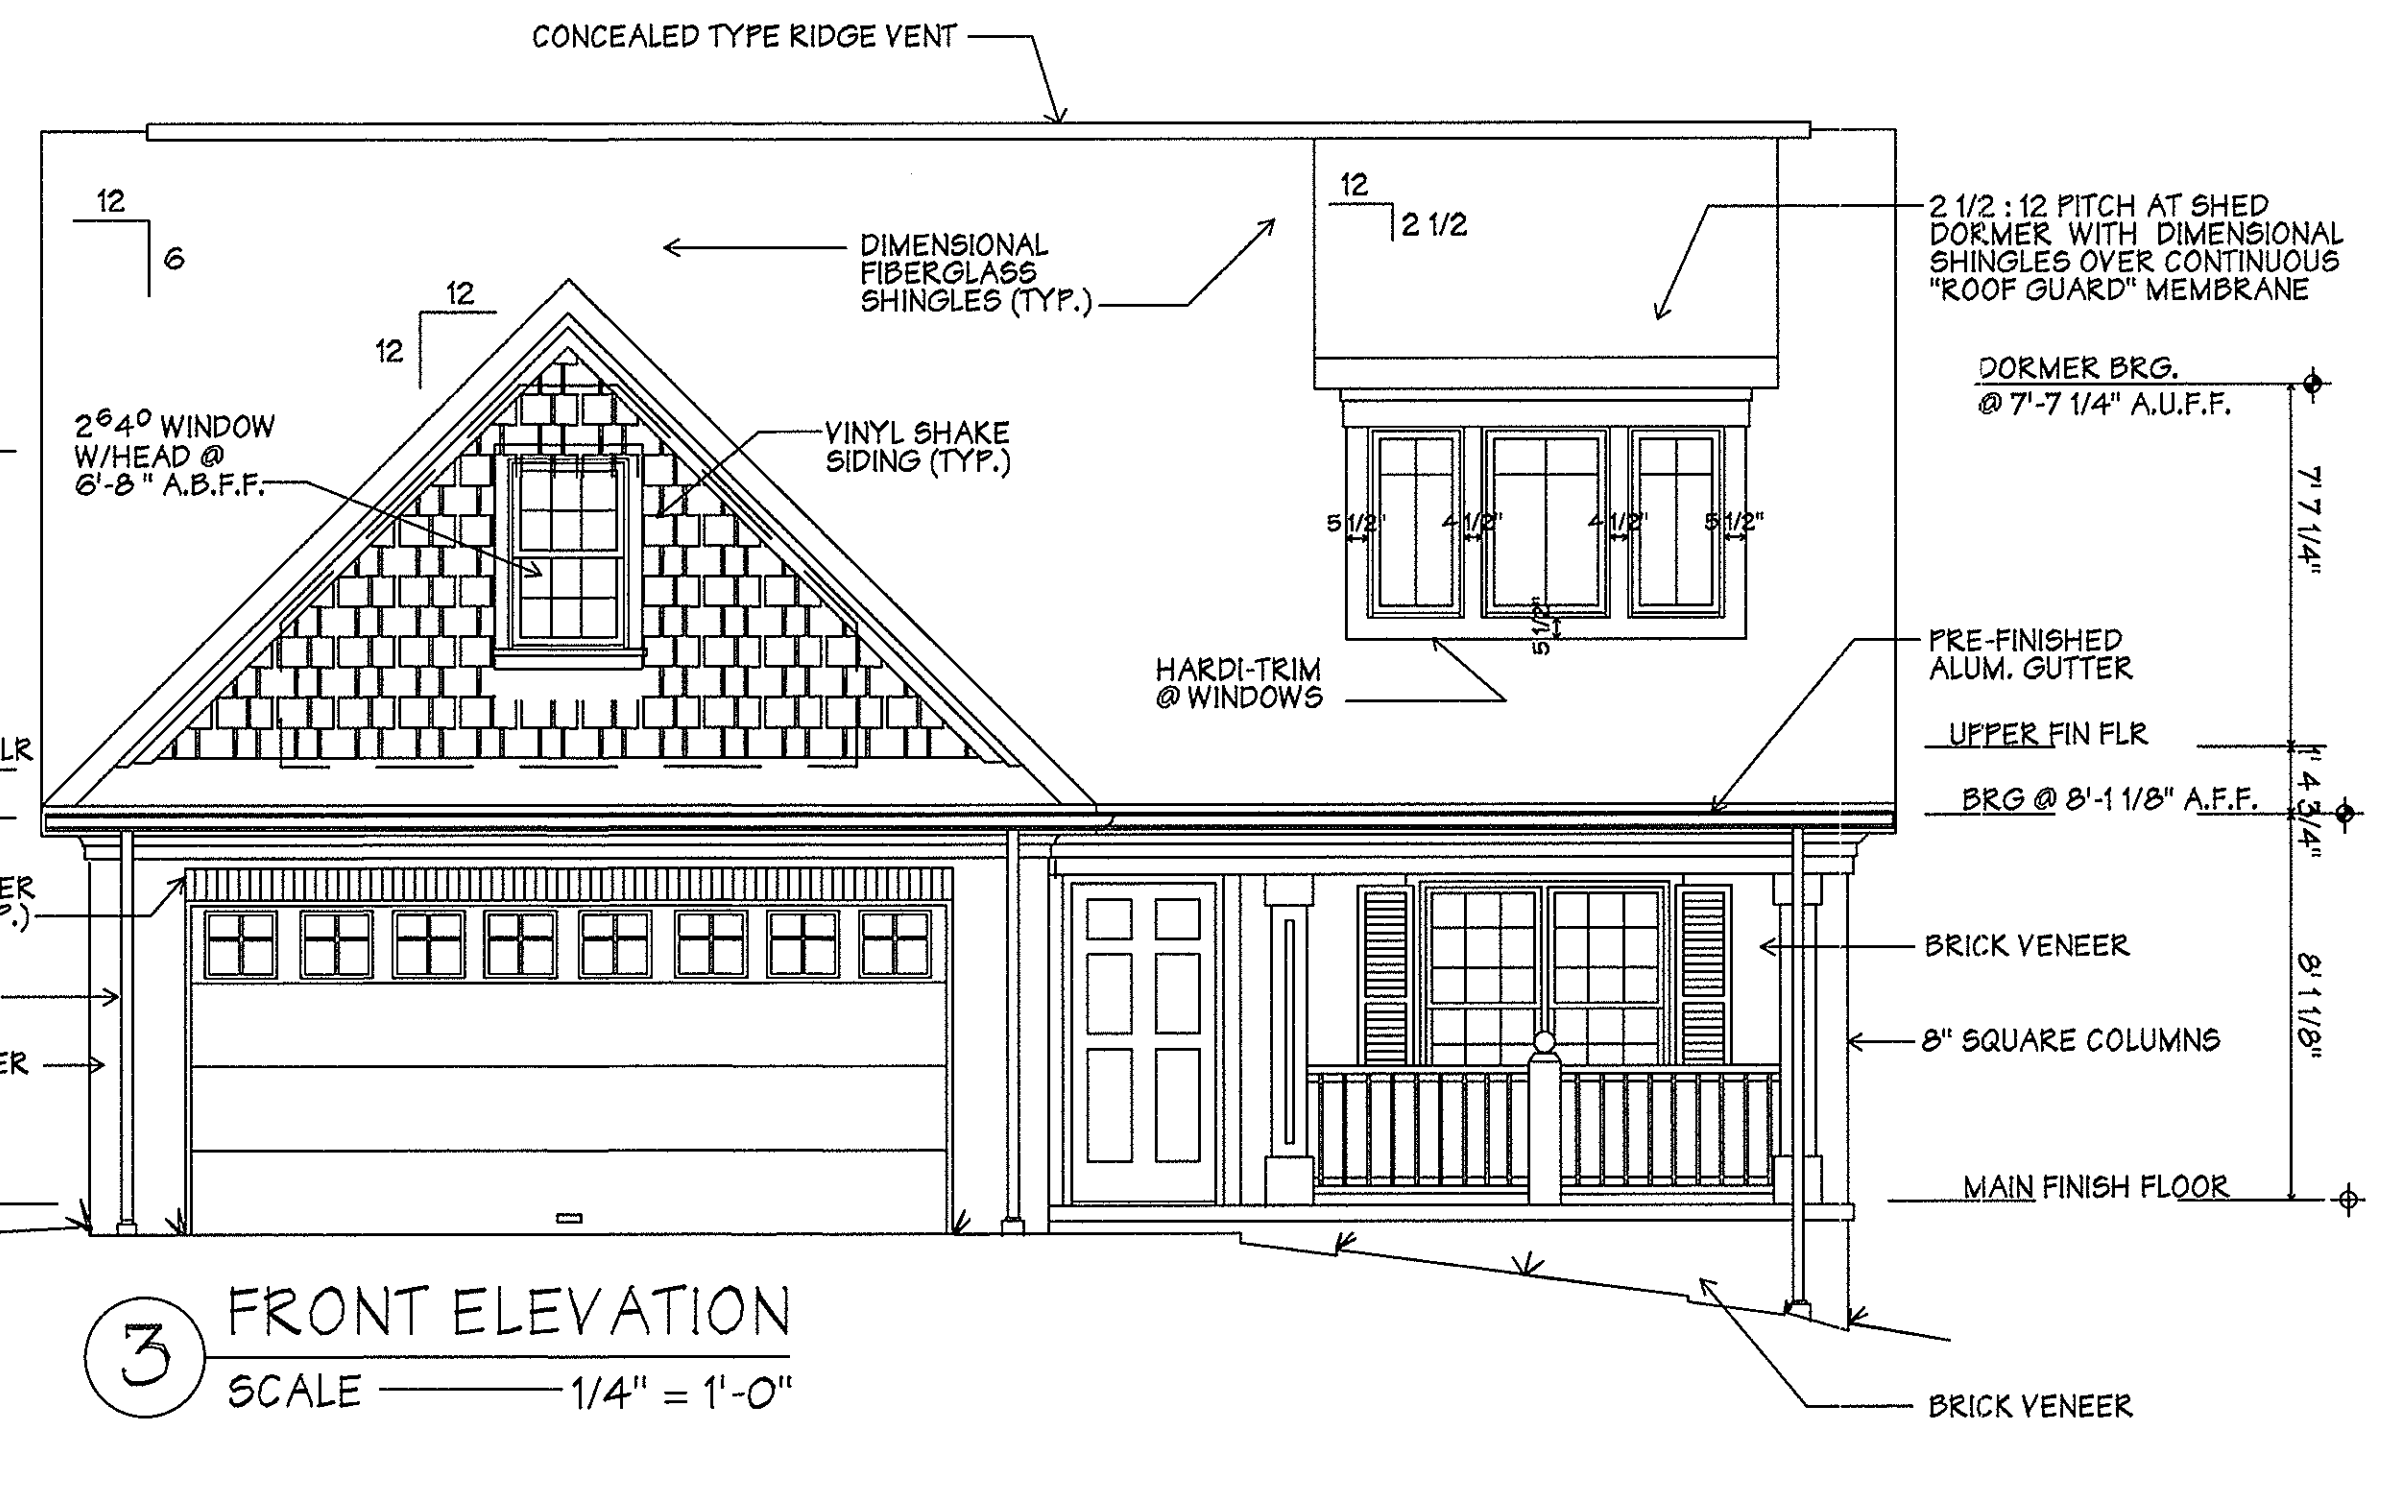 CONCEALED TYPE RIDGE VENT
12
6
12
12
DIMENSIONAL
FIBERGLASS
SHINGLES (TYP.)
12
2 1/2
2 1/2 : 12 PITCH AT SHED
DORMER WITH DIMENSIONAL
SHINGLES OVER CONTINUOUS
"ROOF GUARD" MEMBRANE
DORMER BRG.
@ 7'-7 1/4" A.U.F.F.
2⁶4⁰ WINDOW
W/HEAD @
6'-8" A.B.F.F.
VINYL SHAKE
SIDING (TYP.)
5 1/2"
4 1/2"
4 1/2"
5 1/2"
5 1/2"
7' 7 1/4"
HARDI-TRIM
@ WINDOWS
PRE-FINISHED
ALUM. GUTTER
LR
UPPER FIN FLR
1' 4 3/4"
BRG @ 8'-1 1/8" A.F.F.
ER
P.)
BRICK VENEER
8' 1 1/8"
8" SQUARE COLUMNS
ER
MAIN FINISH FLOOR
3
FRONT ELEVATION
SCALE 1/4" = 1'-0"
BRICK VENEER